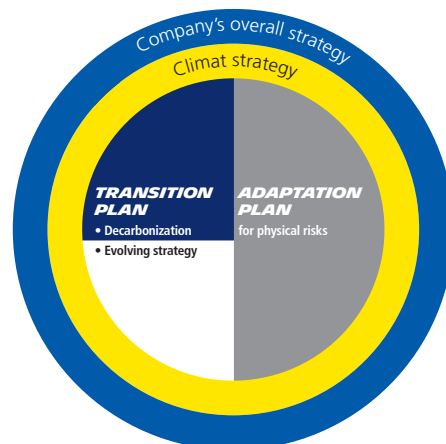 Company's overall strategy
Climat strategy
TRANSITION
PLAN
• Decarbonization
• Evolving strategy
ADAPTATION
PLAN
for physical risks